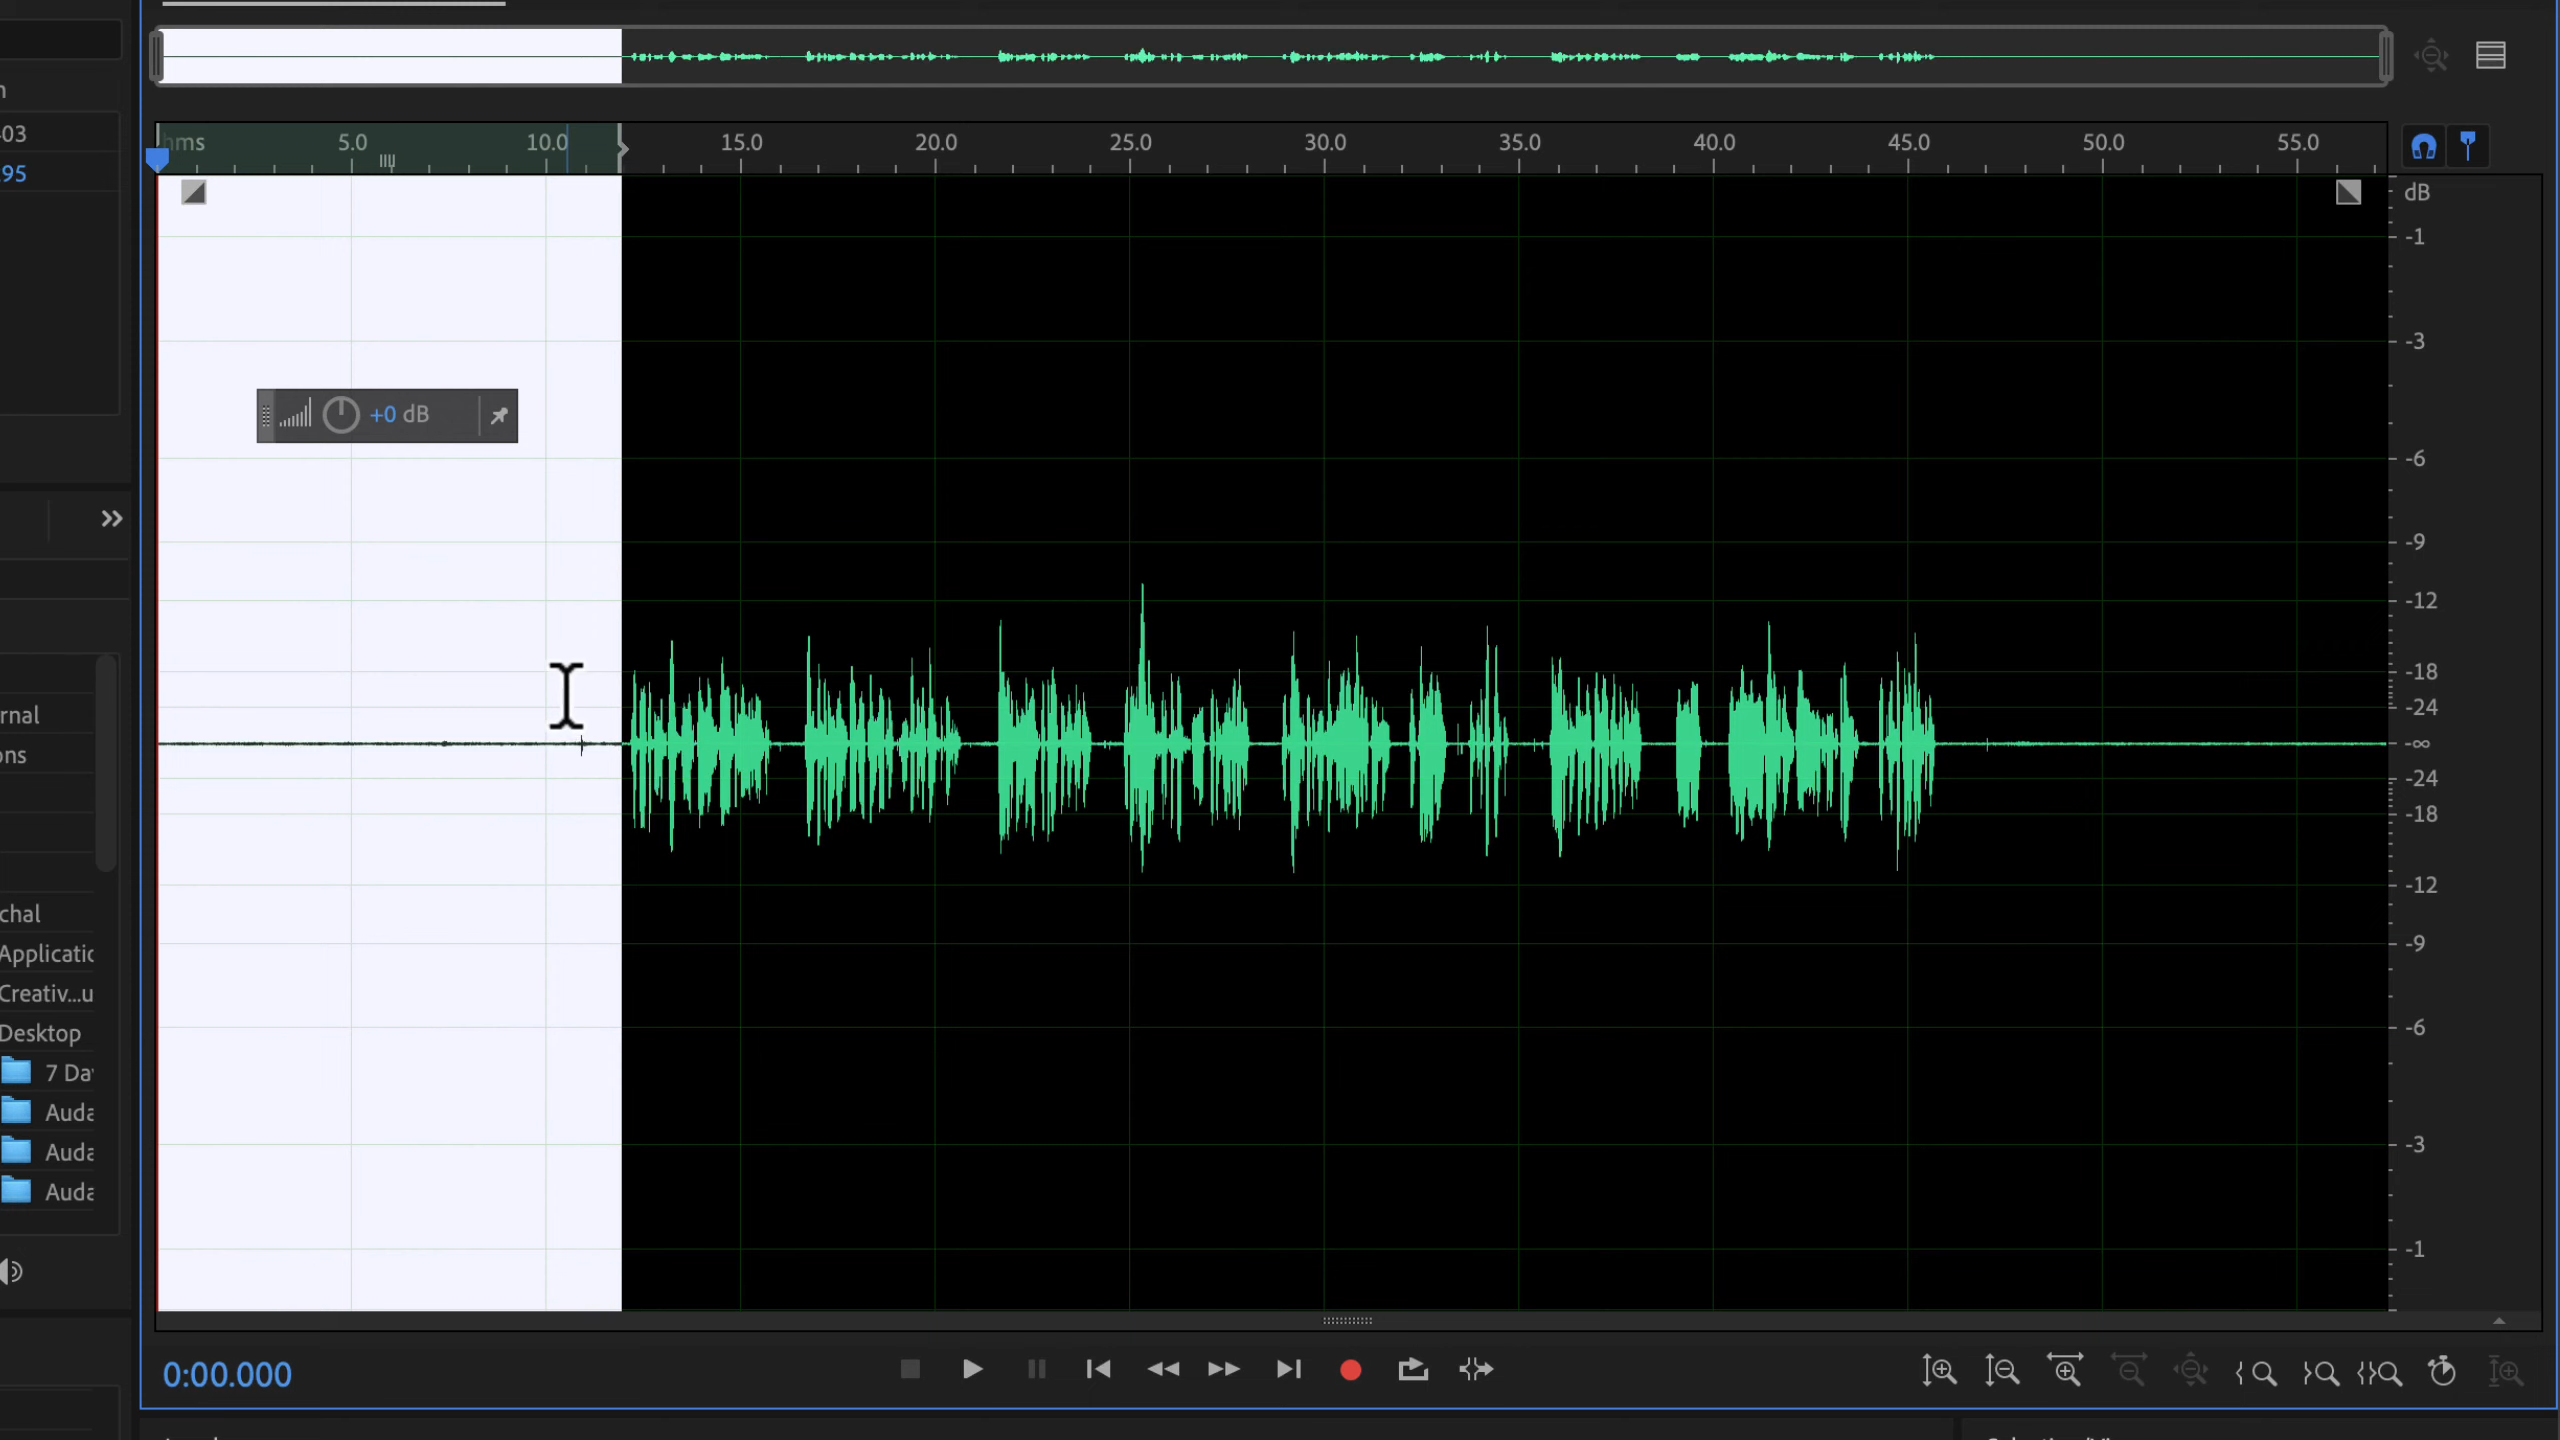 hms 5.0 10.0 15.0 20.0 25.0 30.0 35.0 40.0 45.0 50.0 55.0
03
95
dB
-1
-3
+0 dB
-6
-9
-12
-18
-24
-∞
-24
-18
-12
-9
-6
-3
-1
rnal
ons
chal
Applicatic
Creativ...u
Desktop
7 Da
Auda
Auda
Auda
0:00.000